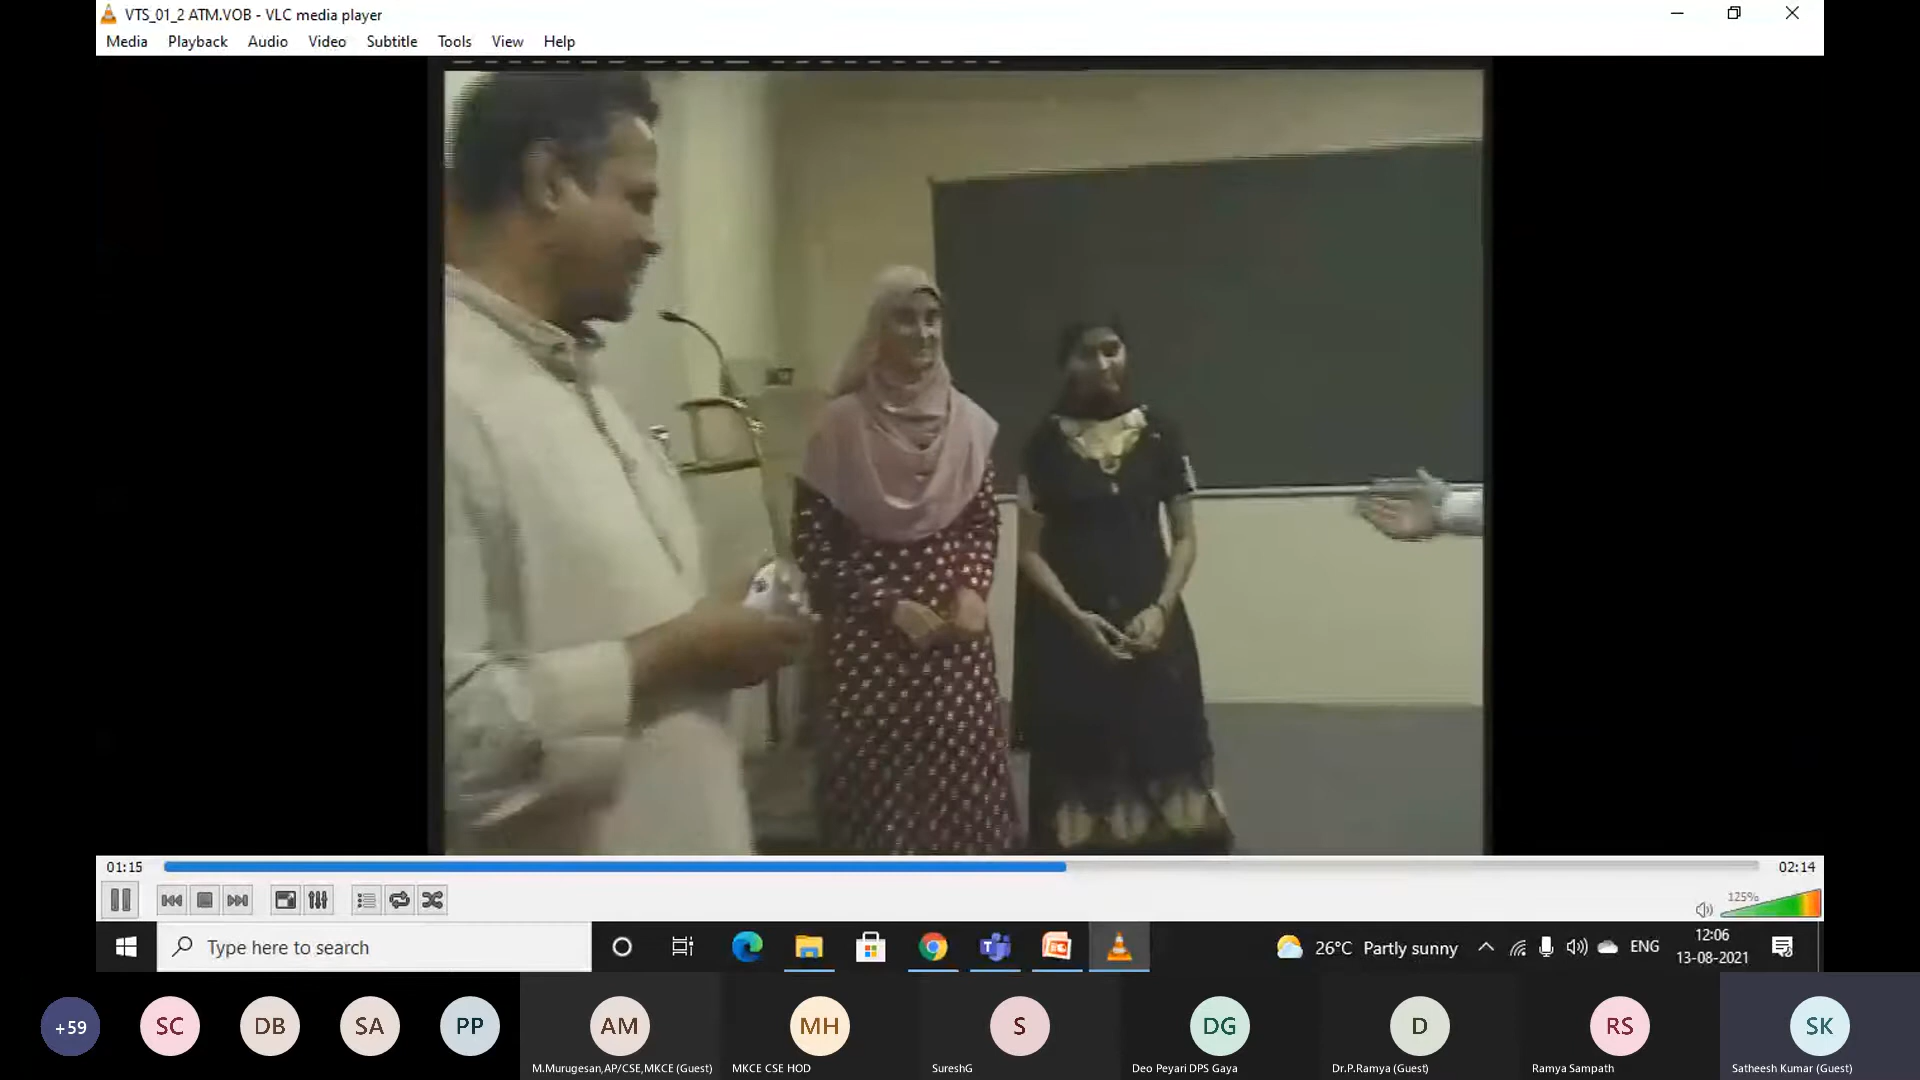 VTS_01_2 ATM.VOB - VLC media player
Media Playback Audio Video Subtitle Tools View Help
01:15
02:14
125%
Type here to search
26°C Partly sunny
ENG
12:06
13-08-2021
+59
SC
DB
SA
PP
AM
MH
S
DG
D
RS
SK
M.Murugesan,AP/CSE,MKCE (Guest)
MKCE CSE HOD
SureshG
Deo Peyari DPS Gaya
Dr.P.Ramya (Guest)
Ramya Sampath
Satheesh Kumar (Guest)